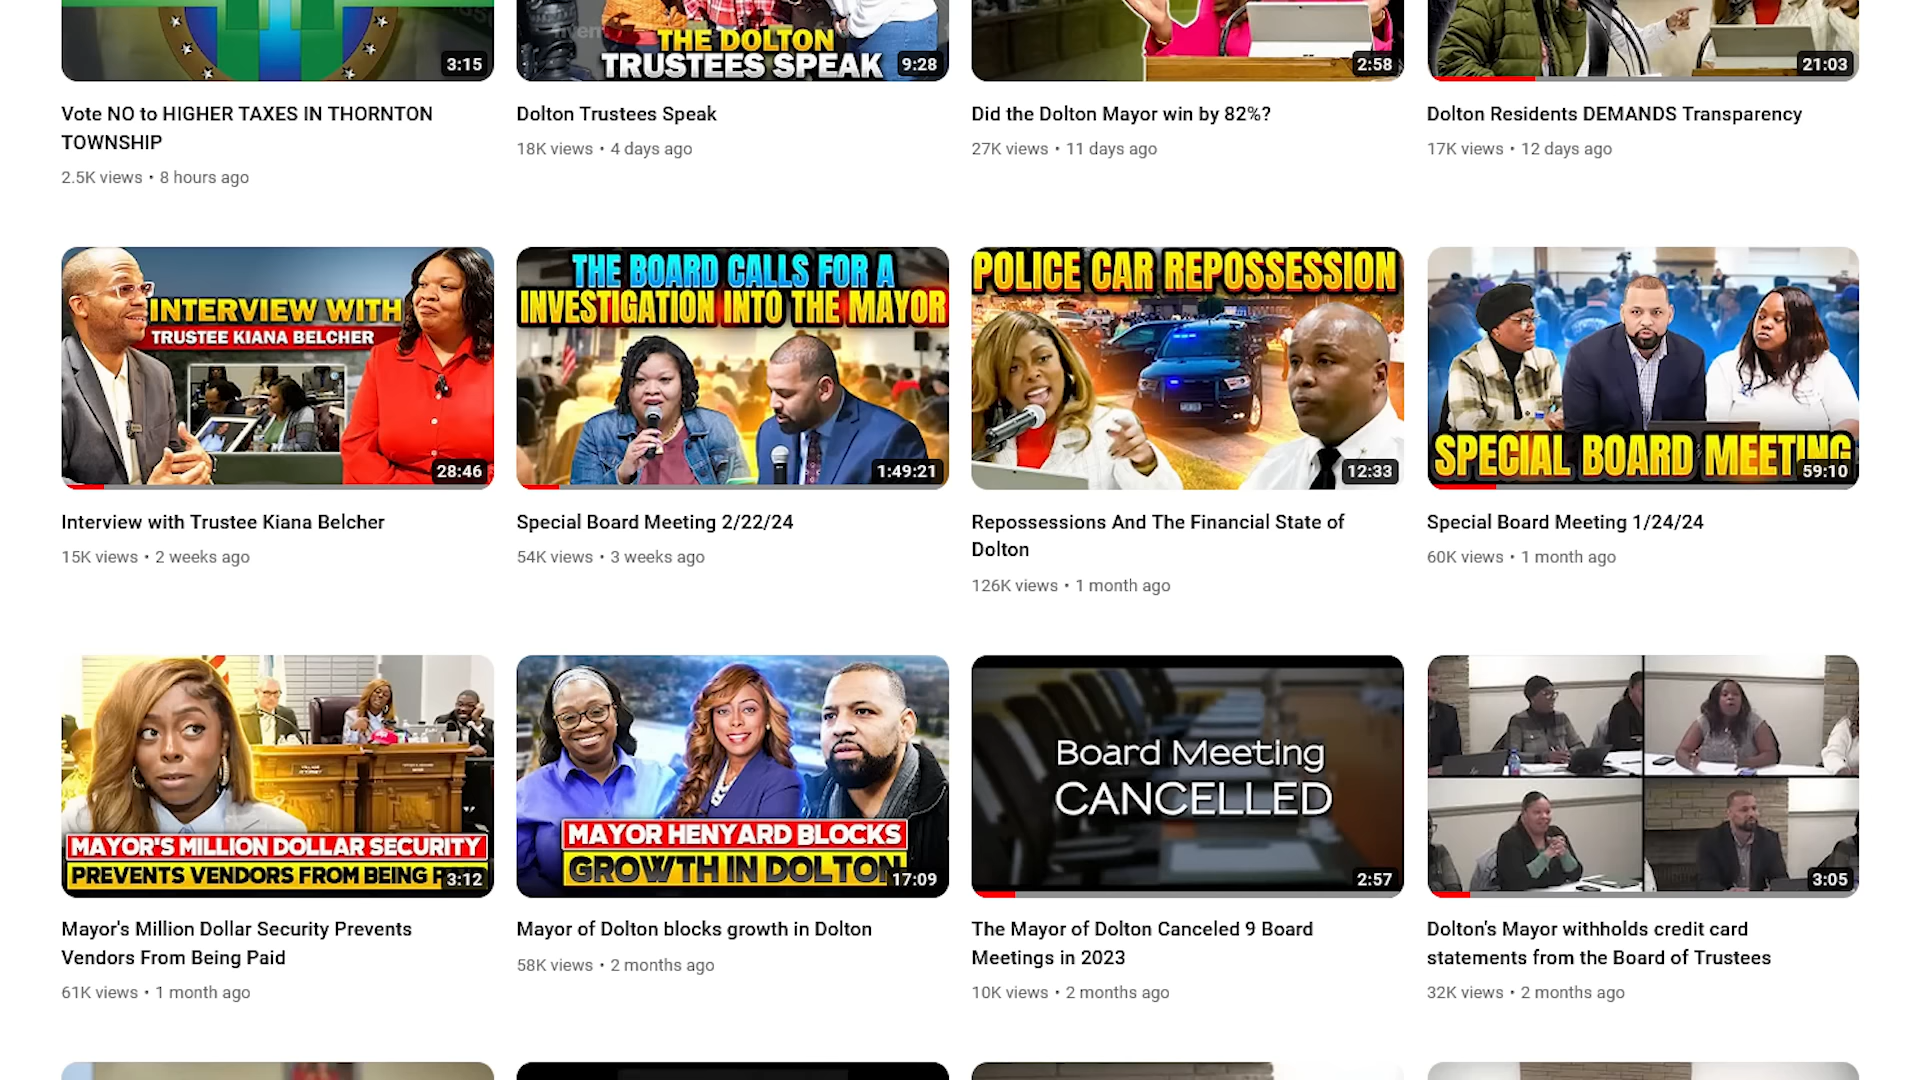 3:15
THE DOLTON
TRUSTEES SPEAK
9:28
2:58
21:03
Vote NO to HIGHER TAXES IN THORNTON
TOWNSHIP
2.5K views • 8 hours ago
Dolton Trustees Speak
18K views • 4 days ago
Did the Dolton Mayor win by 82%?
27K views • 11 days ago
Dolton Residents DEMANDS Transparency
17K views • 12 days ago
INTERVIEW WITH
TRUSTEE KIANA BELCHER
28:46
THE BOARD CALLS FOR A
INVESTIGATION INTO THE MAYOR
1:49:21
POLICE CAR REPOSSESSION
12:33
SPECIAL BOARD MEETING
59:10
Interview with Trustee Kiana Belcher
15K views • 2 weeks ago
Special Board Meeting 2/22/24
54K views • 3 weeks ago
Repossessions And The Financial State of
Dolton
126K views • 1 month ago
Special Board Meeting 1/24/24
60K views • 1 month ago
MAYOR'S MILLION DOLLAR SECURITY
PREVENTS VENDORS FROM BEING P
3:12
MAYOR HENYARD BLOCKS
GROWTH IN DOLTON
17:09
Board Meeting
CANCELLED
2:57
3:05
Mayor's Million Dollar Security Prevents
Vendors From Being Paid
61K views • 1 month ago
Mayor of Dolton blocks growth in Dolton
58K views • 2 months ago
The Mayor of Dolton Canceled 9 Board
Meetings in 2023
10K views • 2 months ago
Dolton's Mayor withholds credit card
statements from the Board of Trustees
32K views • 2 months ago